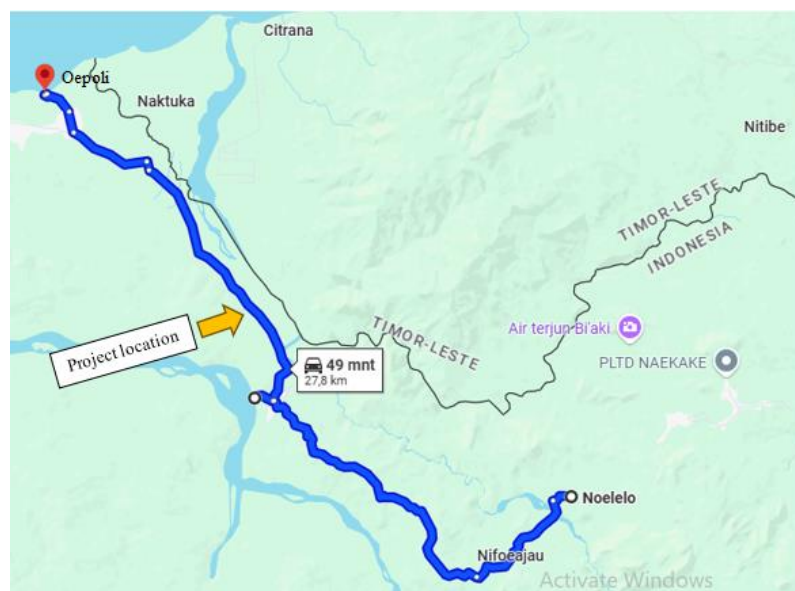 Citrana
Oepoli
Naktuka
Nitibe
TIMOR-LESTE
INDONESIA
Air terjun Bi'aki
TIMOR-LESTE
Project location
PLTD NAEKAKE
49 mnt
27,8 km
Noelelo
Nifoeajau
Activate Windows